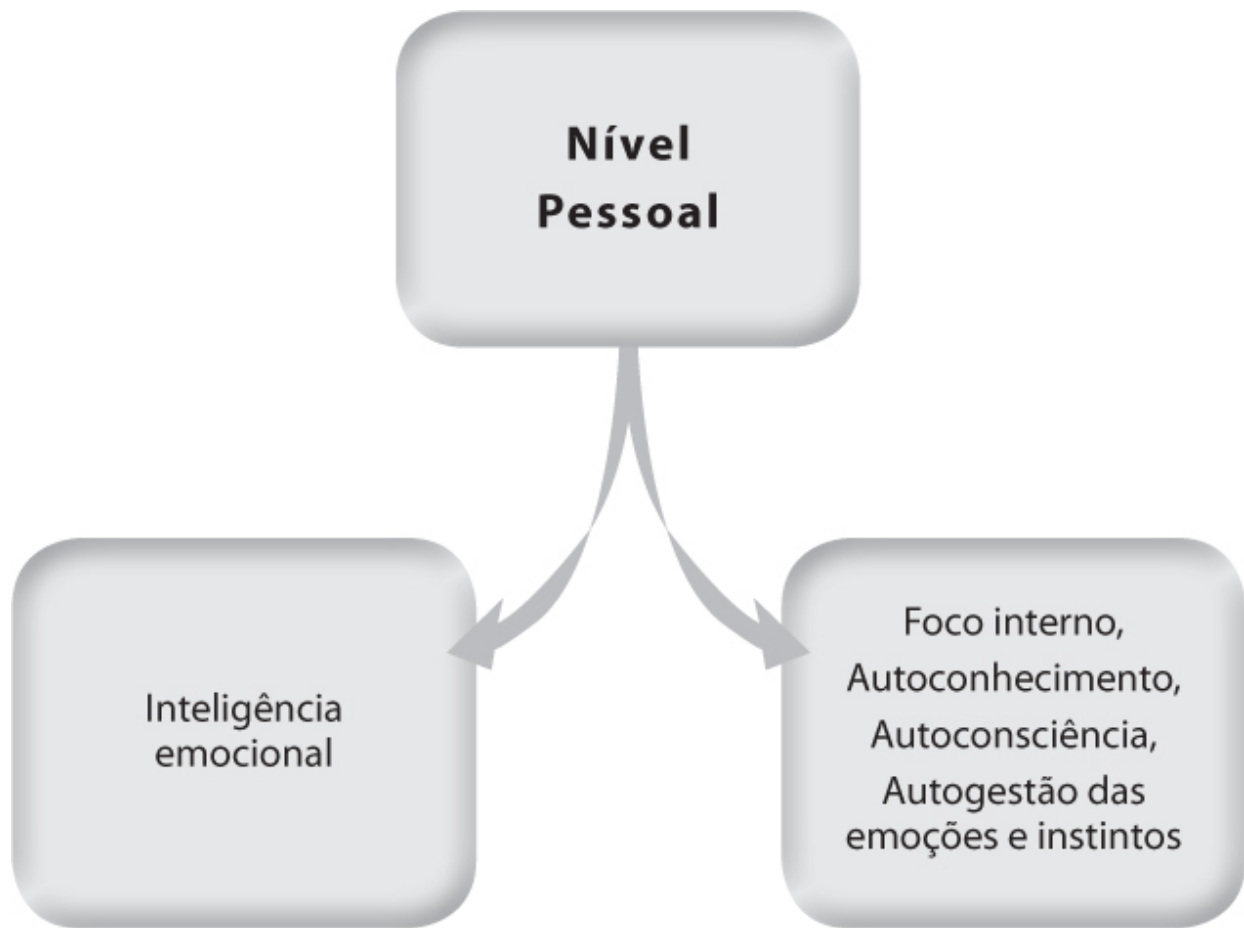 Nível
Pessoal
Inteligência
emocional
Foco interno,
Autoconhecimento,
Autoconsciência,
Autogestão das
emoções e instintos